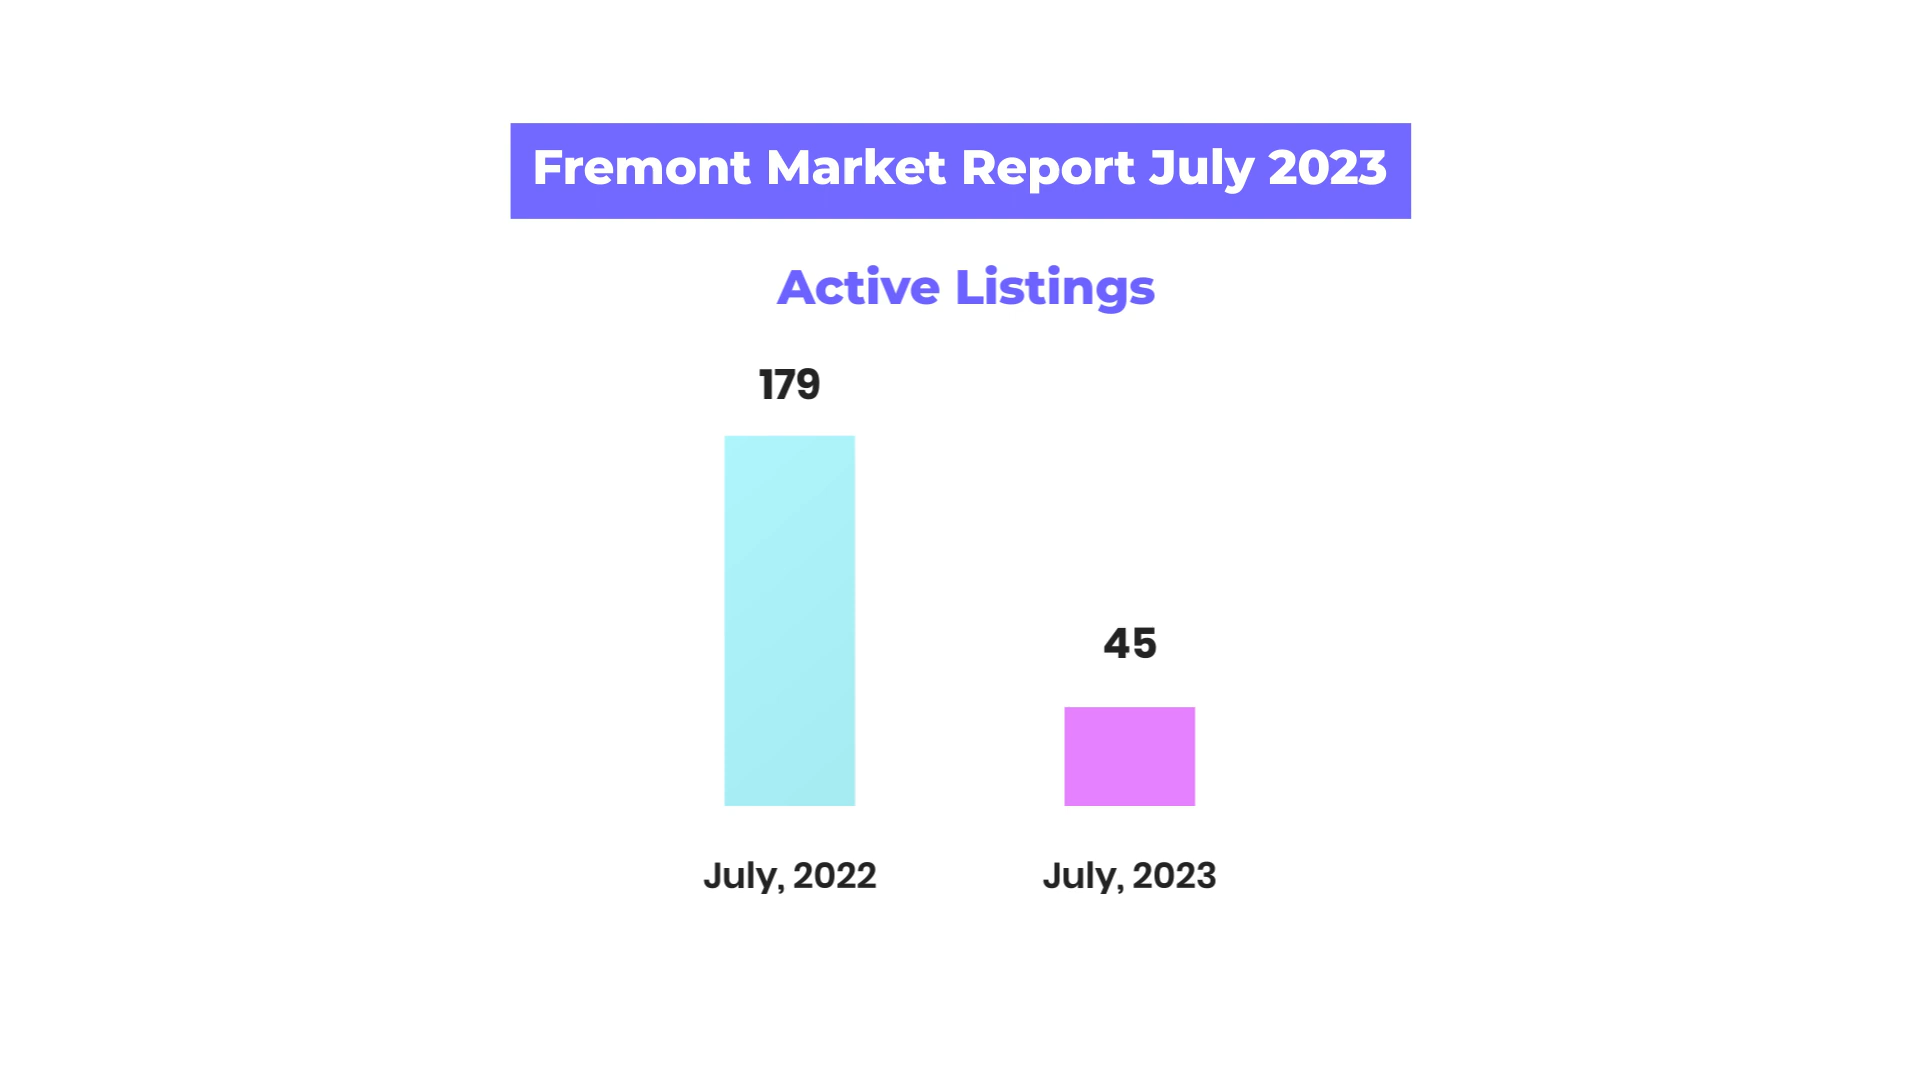 Fremont Market Report July 2023
Active Listings
179
45
July, 2022
July, 2023